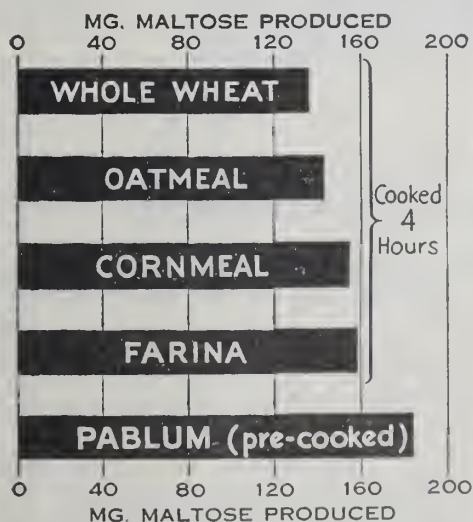 MG. MALTOSE PRODUCED
0 40 80 120 160 200
WHOLE WHEAT
OATMEAL
CORNMEAL
FARINA
Cooked
4
Hours
PABLUM (pre-cooked)
0 40 80 120 160 200
MG. MALTOSE PRODUCED